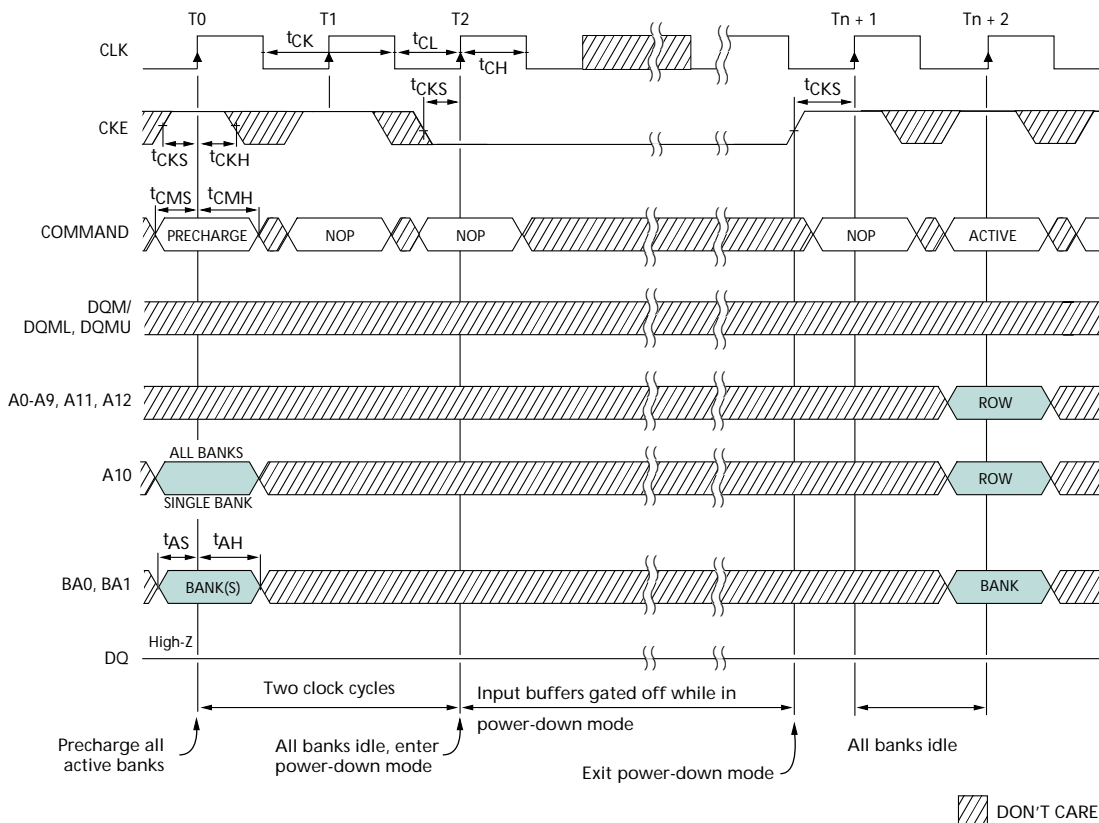 T0 T1 T2 Tn + 1 Tn + 2
CLK
tCK
tCL
tCH
tCKS
tCKS
CKE
tCKS
tCKH
tCMS
tCMH
COMMAND
PRECHARGE
NOP
NOP
NOP
ACTIVE
DQM/
DQML, DQMU
A0-A9, A11, A12
ROW
ALL BANKS
A10
ROW
SINGLE BANK
tAS
tAH
BA0, BA1
BANK(S)
BANK
High-Z
DQ
Two clock cycles
Input buffers gated off while in
power-down mode
Precharge all
active banks
All banks idle, enter
power-down mode
Exit power-down mode
All banks idle
DON'T CARE